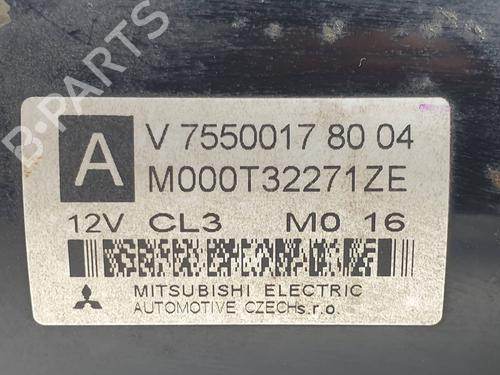 B-PARTS
A
V 7550017 80 04
M000T32271ZE
12V CL3 M0 16
MITSUBISHI ELECTRIC
AUTOMOTIVE CZECH s.r.o.